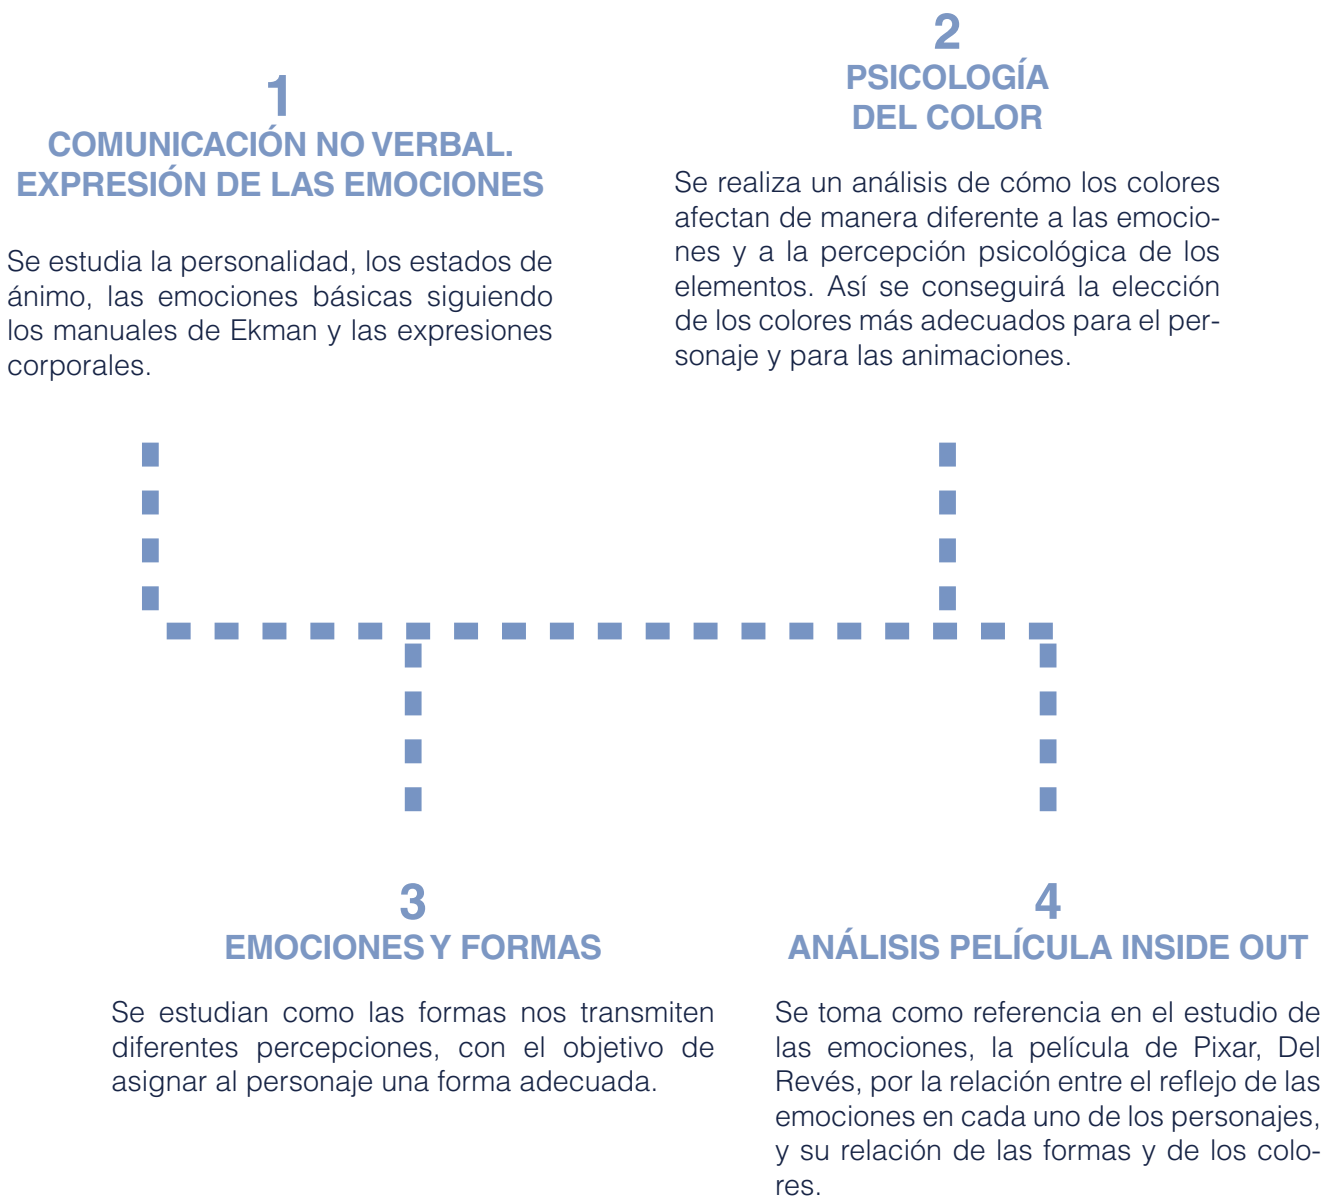 1
COMUNICACIÓN NO VERBAL.
EXPRESIÓN DE LAS EMOCIONES
Se estudia la personalidad, los estados de
ánimo, las emociones básicas siguiendo
los manuales de Ekman y las expresiones
corporales.
2
PSICOLOGÍA
DEL COLOR
Se realiza un análisis de cómo los colores
afectan de manera diferente a las emocio-
nes y a la percepción psicológica de los
elementos. Así se conseguirá la elección
de los colores más adecuados para el per-
sonaje y para las animaciones.
3
EMOCIONES Y FORMAS
Se estudian como las formas nos transmiten
diferentes percepciones, con el objetivo de
asignar al personaje una forma adecuada.
4
ANÁLISIS PELÍCULA INSIDE OUT
Se toma como referencia en el estudio de
las emociones, la película de Pixar, Del
Revés, por la relación entre el reflejo de las
emociones en cada uno de los personajes,
y su relación de las formas y de los colo-
res.